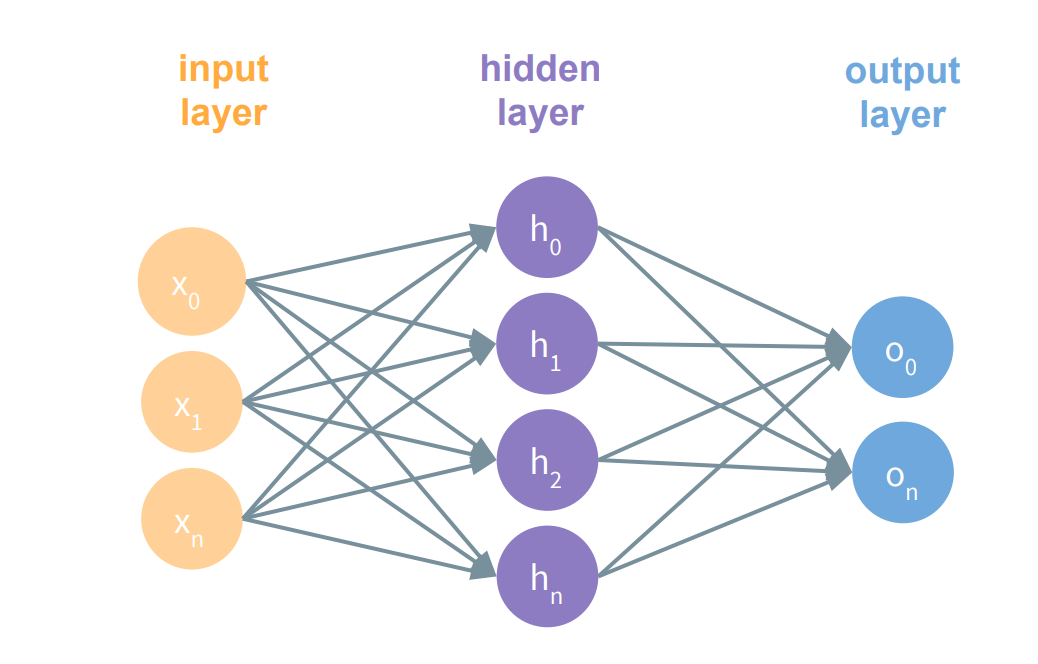 input
layer
hidden
layer
output
layer
x0
x1
xn
h0
h1
h2
hn
o0
on